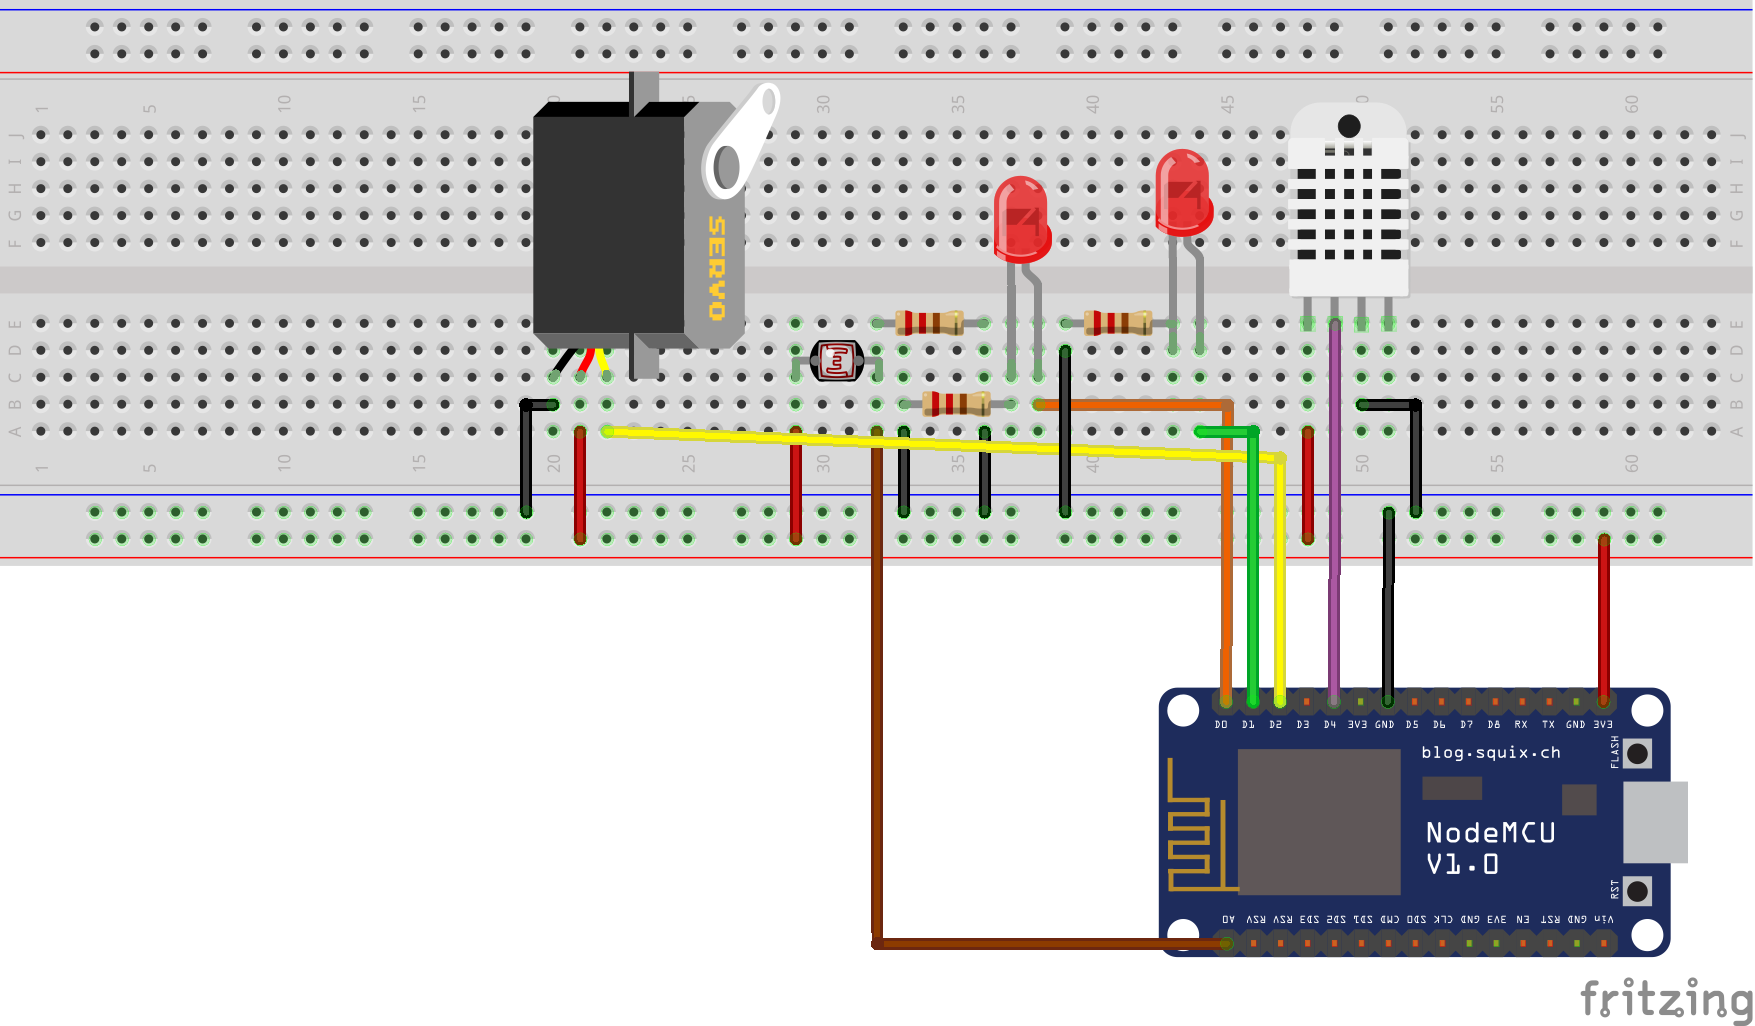 1 5 10 15 20 25 30 35 40 45 50 55 60
J J
I I
H H
G G
F F
SERVO
E E
D D
C C
B B
A A
1 5 10 15 20 25 30 35 40 45 50 55 60
D0 D1 D2 D3 D4 3V3 GND D5 D6 D7 D8 RX TX GND 3V3
blog.squix.ch
FLASH
NodeMCU
V1.0
RST
A0 RSV RSV SD3 SD2 SD1 CMD SD0 CLK GND 3V3 EN RST GND Vin
fritzing